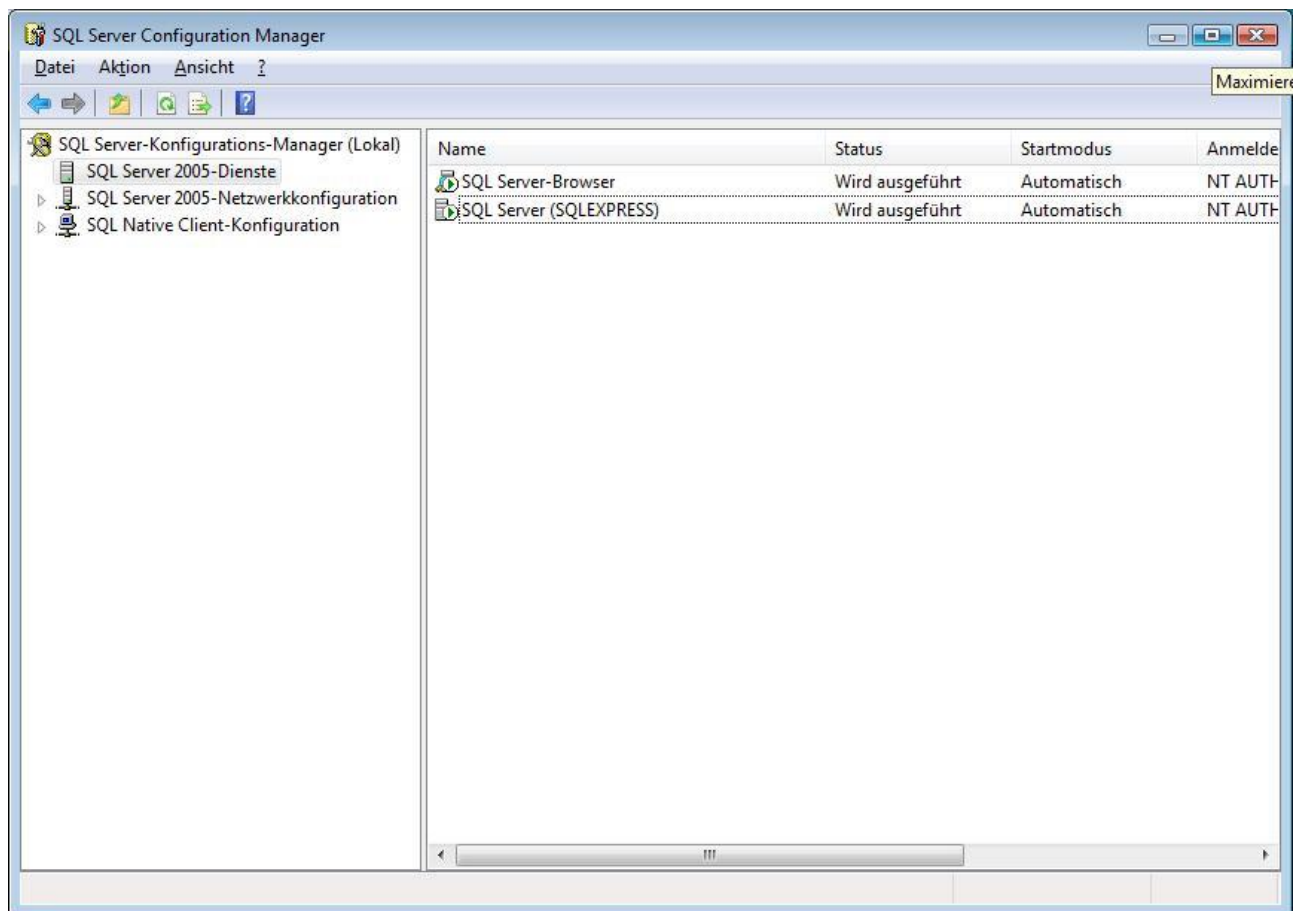 SQL Server Configuration Manager
Datei Aktion Ansicht ?
Maximiere
SQL Server-Konfigurations-Manager (Lokal)
SQL Server 2005-Dienste
SQL Server 2005-Netzwerkkonfiguration
SQL Native Client-Konfiguration
Name Status Startmodus Anmelde
SQL Server-Browser Wird ausgeführt Automatisch NT AUTH
SQL Server (SQLEXPRESS) Wird ausgeführt Automatisch NT AUTH